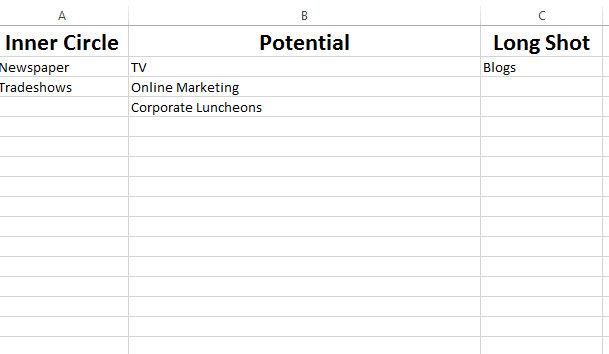 A B C
Inner Circle Potential Long Shot
Newspaper TV Blogs
Tradeshows Online Marketing
Corporate Luncheons